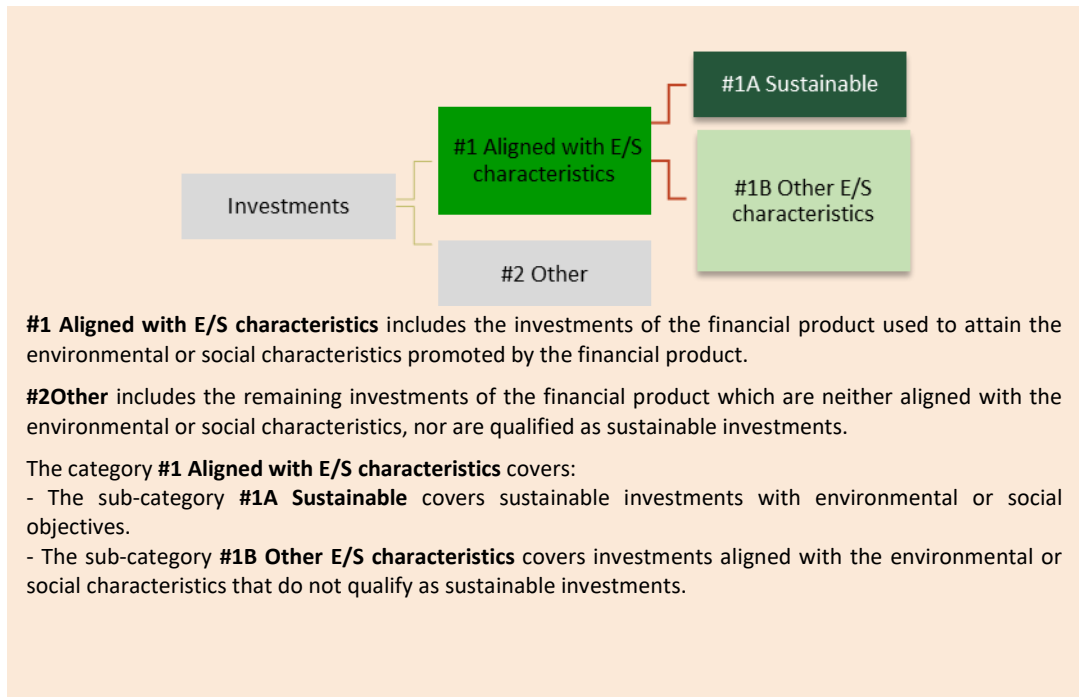 #1A Sustainable
#1 Aligned with E/S
characteristics
#1B Other E/S
characteristics
Investments
#2 Other
#1 Aligned with E/S characteristics includes the investments of the financial product used to attain the
environmental or social characteristics promoted by the financial product.
#2Other includes the remaining investments of the financial product which are neither aligned with the
environmental or social characteristics, nor are qualified as sustainable investments.
The category #1 Aligned with E/S characteristics covers:
- The sub-category #1A Sustainable covers sustainable investments with environmental or social
objectives.
- The sub-category #1B Other E/S characteristics covers investments aligned with the environmental or
social characteristics that do not qualify as sustainable investments.